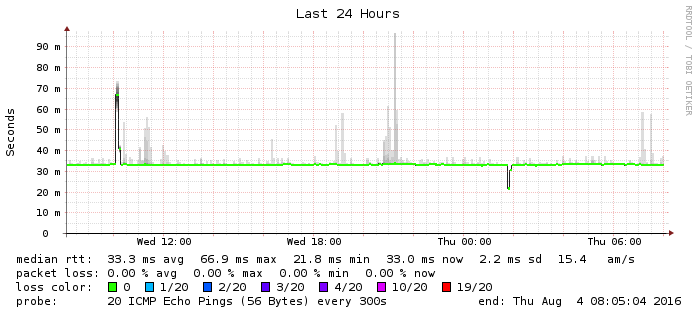 Last 24 Hours
RRDTOOL / TOBI OETIKER
Seconds
90 m
80 m
70 m
60 m
50 m
40 m
30 m
20 m
10 m
0
Wed 12:00 Wed 18:00 Thu 00:00 Thu 06:00
median rtt: 33.3 ms avg 66.9 ms max 21.8 ms min 33.0 ms now 2.2 ms sd 15.4 am/s
packet loss: 0.00 % avg 0.00 % max 0.00 % min 0.00 % now
loss color: 0 1/20 2/20 3/20 4/20 10/20 19/20
probe: 20 ICMP Echo Pings (56 Bytes) every 300s end: Thu Aug 4 08:05:04 2016